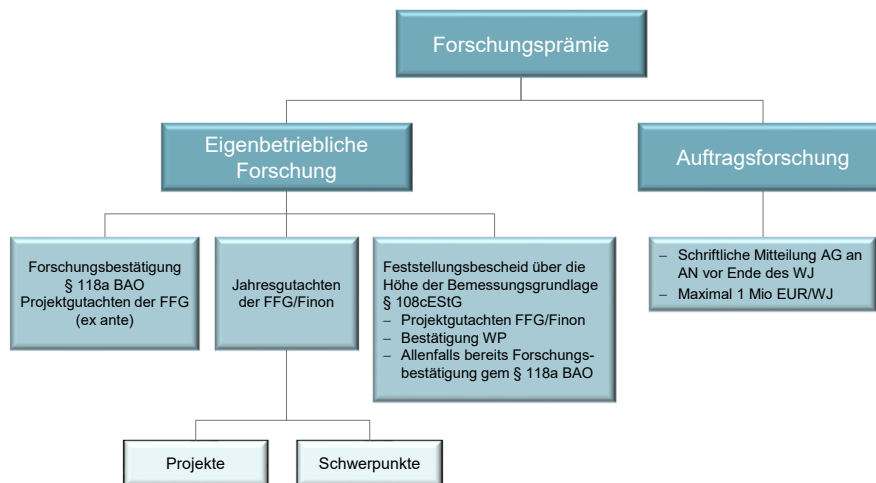 Forschungsprämie
Eigenbetriebliche
Forschung
Auftragsforschung
Forschungsbestätigung
§ 118a BAO
Projektgutachten der FFG
(ex ante)
Jahresgutachten
der FFG/Finon
Feststellungsbescheid über die
Höhe der Bemessungsgrundlage
§ 108cEStG
– Projektgutachten FFG/Finon
– Bestätigung WP
– Allenfalls bereits Forschungs-
bestätigung gem § 118a BAO
– Schriftliche Mitteilung AG an
AN vor Ende des WJ
– Maximal 1 Mio EUR/WJ
Projekte
Schwerpunkte